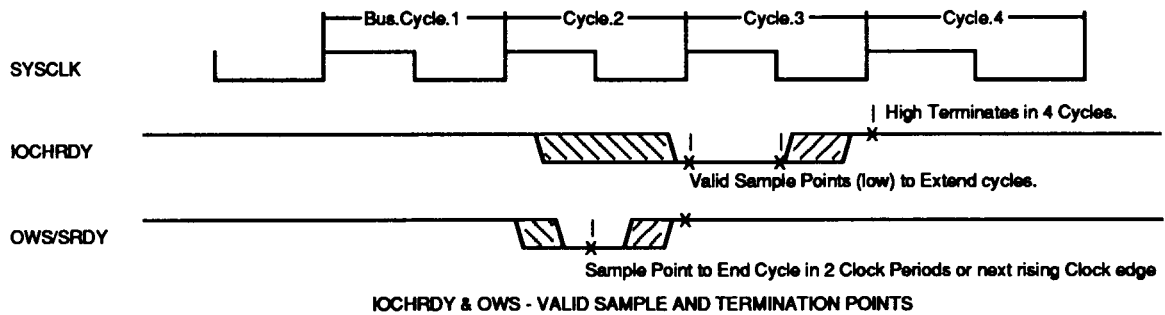 Bus.Cycle.1 Cycle.2 Cycle.3 Cycle.4
SYSCLK
High Terminates in 4 Cycles.
IOCHRDY
Valid Sample Points (low) to Extend cycles.
OWS/SRDY
Sample Point to End Cycle in 2 Clock Periods or next rising Clock edge
IOCHRDY & OWS - VALID SAMPLE AND TERMINATION POINTS